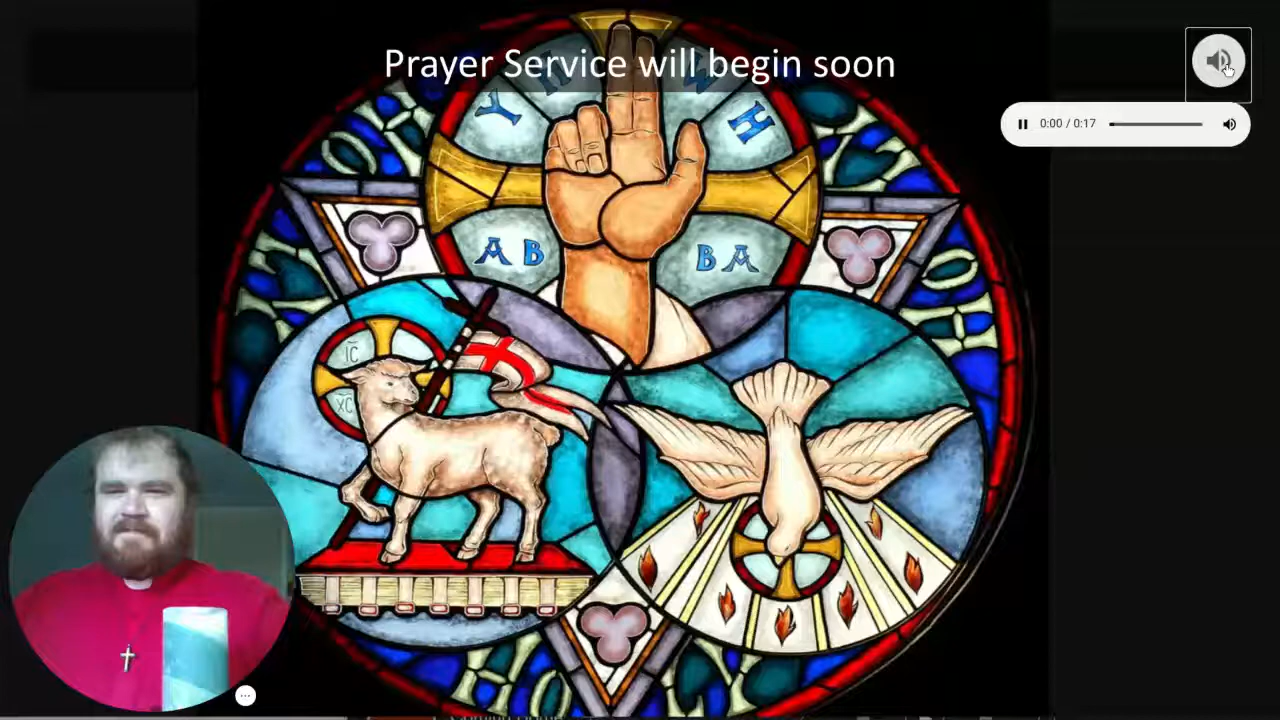 Prayer Service will begin soon
0:00 / 0:17
Y H W H
AB BA
IC
XC